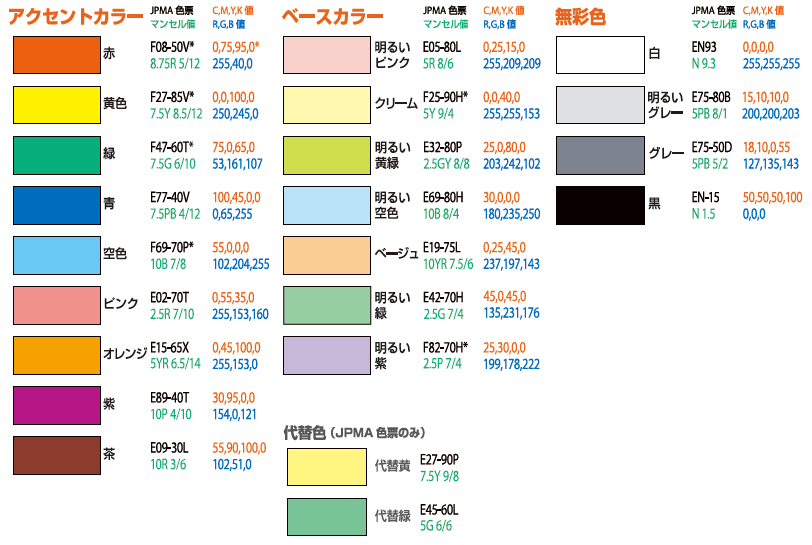 アクセントカラー
JPMA 色票 C,M,Y,K 値
マンセル値 R,G,B 値
赤 F08-50V* 0,75,95,0*
8.75R 5/12 255,40,0
黄色 F27-85V* 0,0,100,0
7.5Y 8.5/12 250,245,0
緑 F47-60T* 75,0,65,0
7.5G 6/10 53,161,107
青 E77-40V 100,45,0,0
7.5PB 4/12 0,65,255
空色 F69-70P* 55,0,0,0
10B 7/8 102,204,255
ピンク E02-70T 0,55,35,0
2.5R 7/10 255,153,160
オレンジ E15-65X 0,45,100,0
5YR 6.5/14 255,153,0
紫 E89-40T 30,95,0,0
10P 4/10 154,0,121
茶 E09-30L 55,90,100,0
10R 3/6 102,51,0
ベースカラー
JPMA 色票 C,M,Y,K 値
マンセル値 R,G,B 値
明るい E05-80L 0,25,15,0
ピンク 5R 8/6 255,209,209
クリーム F25-90H* 0,0,40,0
5Y 9/4 255,255,153
明るい E32-80P 25,0,80,0
黄緑 2.5GY 8/8 203,242,102
明るい E69-80H 30,0,0,0
空色 10B 8/4 180,235,250
ベージュ E19-75L 0,25,45,0
10YR 7.5/6 237,197,143
明るい E42-70H 45,0,45,0
緑 2.5G 7/4 135,231,176
明るい F82-70H* 25,30,0,0
紫 2.5P 7/4 199,178,222
代替色（JPMA 色票のみ）
代替黄 E27-90P
7.5Y 9/8
代替緑 E45-60L
5G 6/6
無彩色
JPMA 色票 C,M,Y,K 値
マンセル値 R,G,B 値
白 EN93 0,0,0,0
N 9.3 255,255,255
明るい E75-80B 15,10,10,0
グレー 5PB 8/1 200,200,203
グレー E75-50D 18,10,0,55
5PB 5/2 127,135,143
黒 EN-15 50,50,50,100
N 1.5 0,0,0